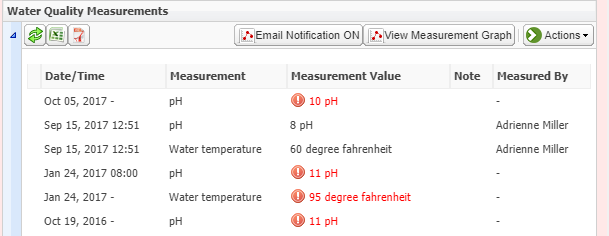 Water Quality Measurements
Email Notification ON View Measurement Graph Actions
Date/Time Measurement Measurement Value Note Measured By
Oct 05, 2017 - pH 10 pH -
Sep 15, 2017 12:51 pH 8 pH Adrienne Miller
Sep 15, 2017 12:51 Water temperature 60 degree fahrenheit Adrienne Miller
Jan 24, 2017 08:00 pH 11 pH -
Jan 24, 2017 - Water temperature 95 degree fahrenheit -
Oct 19, 2016 - pH 11 pH -